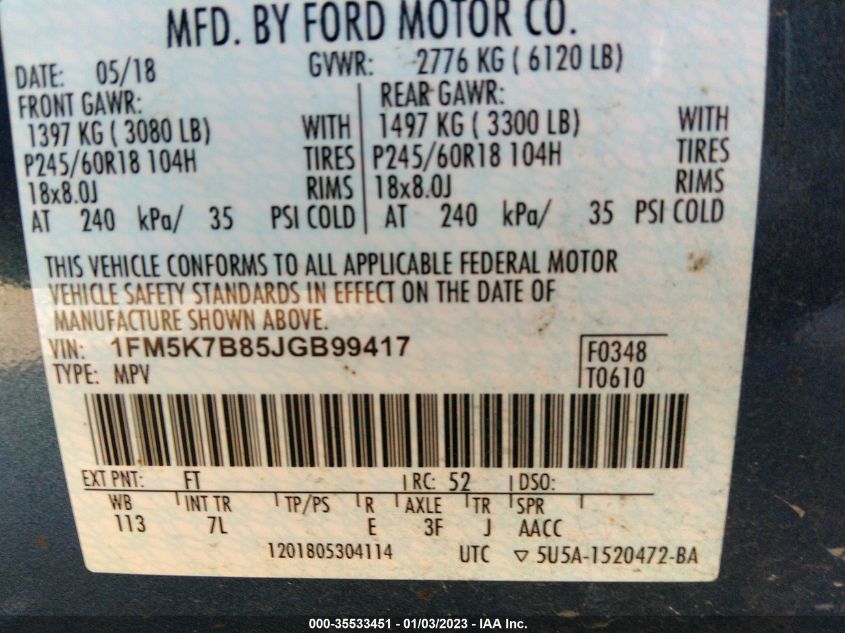 MFD. BY FORD MOTOR CO.
DATE: 05/18 GVWR: 2776 KG ( 6120 LB)
FRONT GAWR: REAR GAWR:
1397 KG ( 3080 LB) WITH 1497 KG ( 3300 LB) WITH
P245/60R18 104H TIRES P245/60R18 104H TIRES
18x8.0J RIMS 18x8.0J RIMS
AT 240 kPa/ 35 PSI COLD AT 240 kPa/ 35 PSI COLD
THIS VEHICLE CONFORMS TO ALL APPLICABLE FEDERAL MOTOR
VEHICLE SAFETY STANDARDS IN EFFECT ON THE DATE OF
MANUFACTURE SHOWN ABOVE.
VIN: 1FM5K7B85JGB99417 F0348
TYPE: MPV T0610
EXT PNT: FT RC: 52 DSO:
WB INT TR TP/PS R AXLE TR SPR
113 7L E 3F J AACC
1201805304114 UTC ▽ 5U5A-1520472-BA
000-35533451 - 01/03/2023 - IAA Inc.